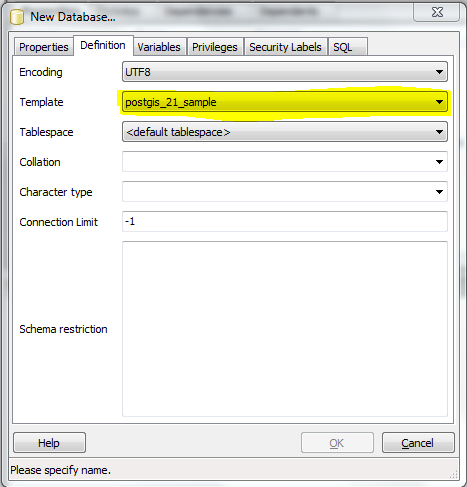 New Database...
Properties Definition Variables Privileges Security Labels SQL
Encoding UTF8
Template postgis_21_sample
Tablespace <default tablespace>
Collation
Character type
Connection Limit -1
Schema restriction
Help OK Cancel
Please specify name.